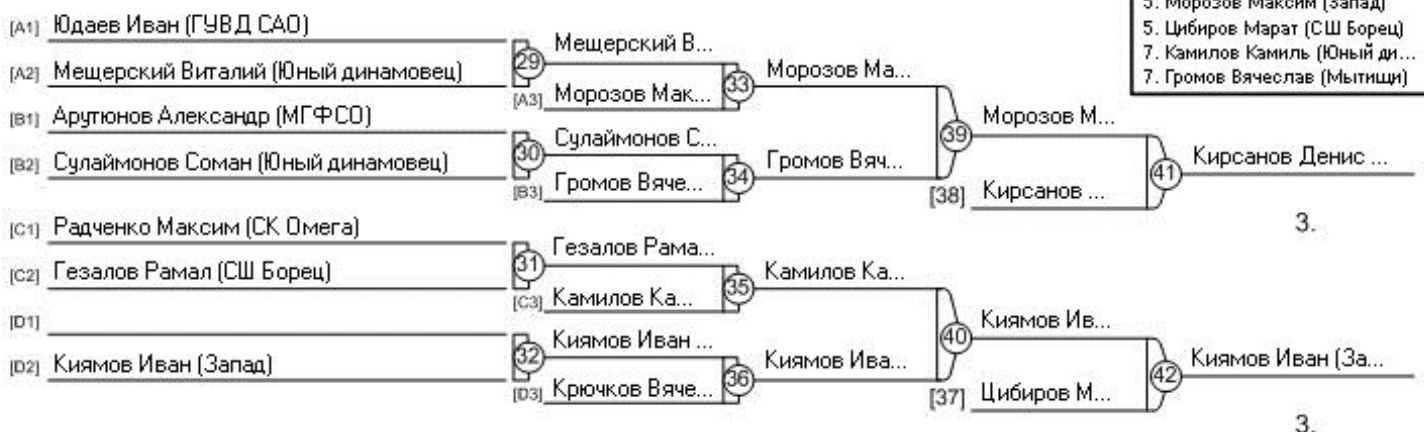 5. Морозов Максим (Запад)
5. Цибиров Марат (СШ Борец)
7. Камилов Камиль (Юный ди...
7. Громов Вячеслав (Мытищи)
[A1] Юдаев Иван (ГУВД САО)
29 Мещерский В...
[A2] Мещерский Виталий (Юный динамовец)
33 Морозов Ма...
[A3] Морозов Мак...
[B1] Арутюнов Александр (МГФСО)
39 Морозов М...
30 Сулаймонов С...
41 Кирсанов Денис ...
[B2] Сулаймонов Соман (Юный динамовец)
34 Громов Вяч...
[B3] Громов Вяче...
[38] Кирсанов ...
3.
[C1] Радченко Максим (СК Омега)
31 Гезалов Рама...
[C2] Гезалов Рамал (СШ Борец)
35 Камилов Ка...
[C3] Камилов Ка...
[D1]
40 Киямов Ив...
32 Киямов Иван ...
42 Киямов Иван (За...
[D2] Киямов Иван (Запад)
36 Киямов Ива...
[D3] Крючков Вяче...
[37] Цибиров М...
3.